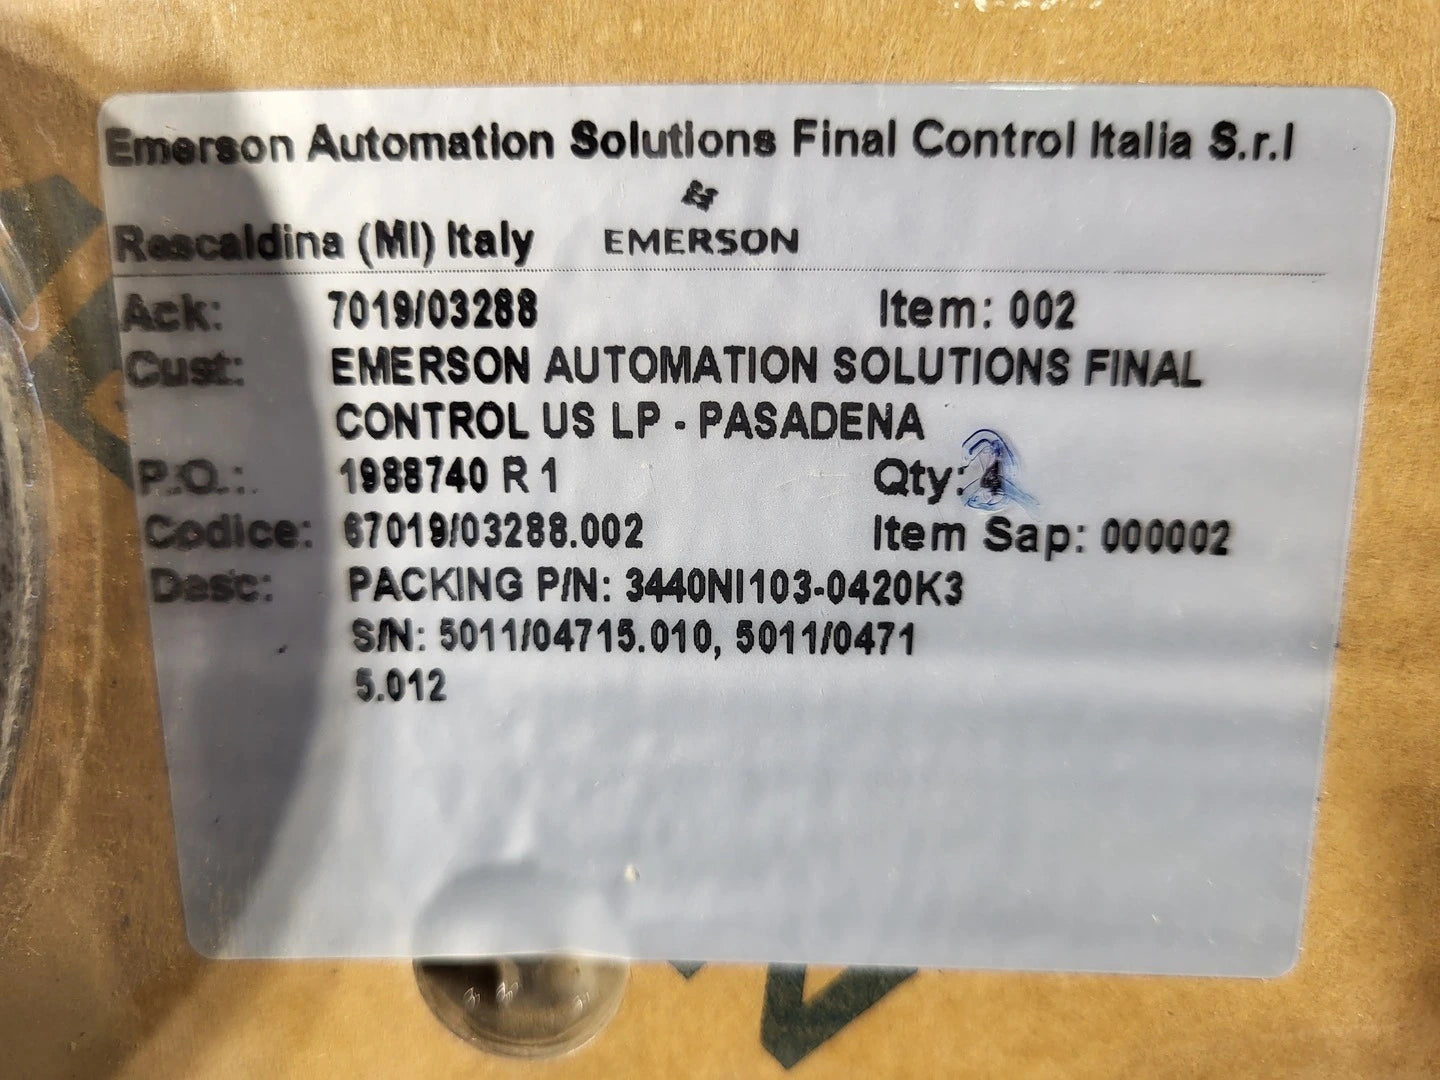 Emerson Automation Solutions Final Control Italia S.r.l
Rescaldina (MI) Italy EMERSON
Ack: 7019/03288 Item: 002
Cust: EMERSON AUTOMATION SOLUTIONS FINAL
CONTROL US LP - PASADENA
P.O.: 1988740 R 1 Qty:
Codice: 67019/03288.002 Item Sap: 000002
Desc: PACKING P/N: 3440NI103-0420K3
S/N: 5011/04715.010, 5011/0471
5.012